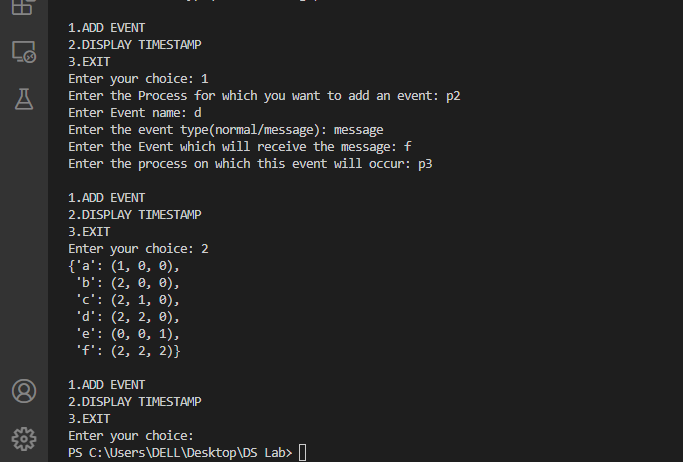 1.ADD EVENT
2.DISPLAY TIMESTAMP
3.EXIT
Enter your choice: 1
Enter the Process for which you want to add an event: p2
Enter Event name: d
Enter the event type(normal/message): message
Enter the Event which will receive the message: f
Enter the process on which this event will occur: p3
1.ADD EVENT
2.DISPLAY TIMESTAMP
3.EXIT
Enter your choice: 2
{'a': (1, 0, 0),
'b': (2, 0, 0),
'c': (2, 1, 0),
'd': (2, 2, 0),
'e': (0, 0, 1),
'f': (2, 2, 2)}
1.ADD EVENT
2.DISPLAY TIMESTAMP
3.EXIT
Enter your choice:
PS C:\Users\DELL\Desktop\DS Lab>